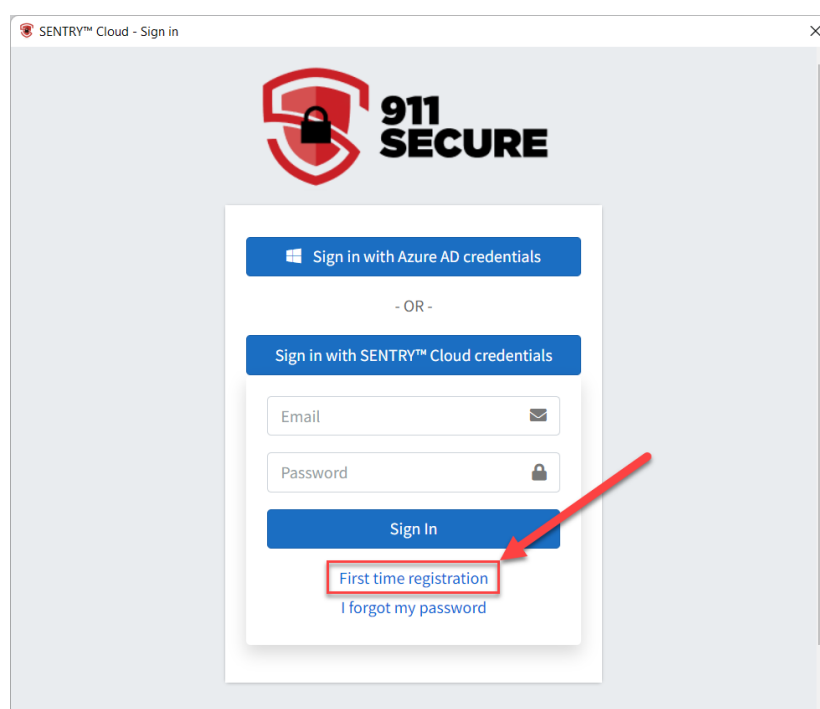 SENTRY™ Cloud - Sign in
911
SECURE
Sign in with Azure AD credentials
- OR -
Sign in with SENTRY™ Cloud credentials
Email
Password
Sign In
First time registration
I forgot my password